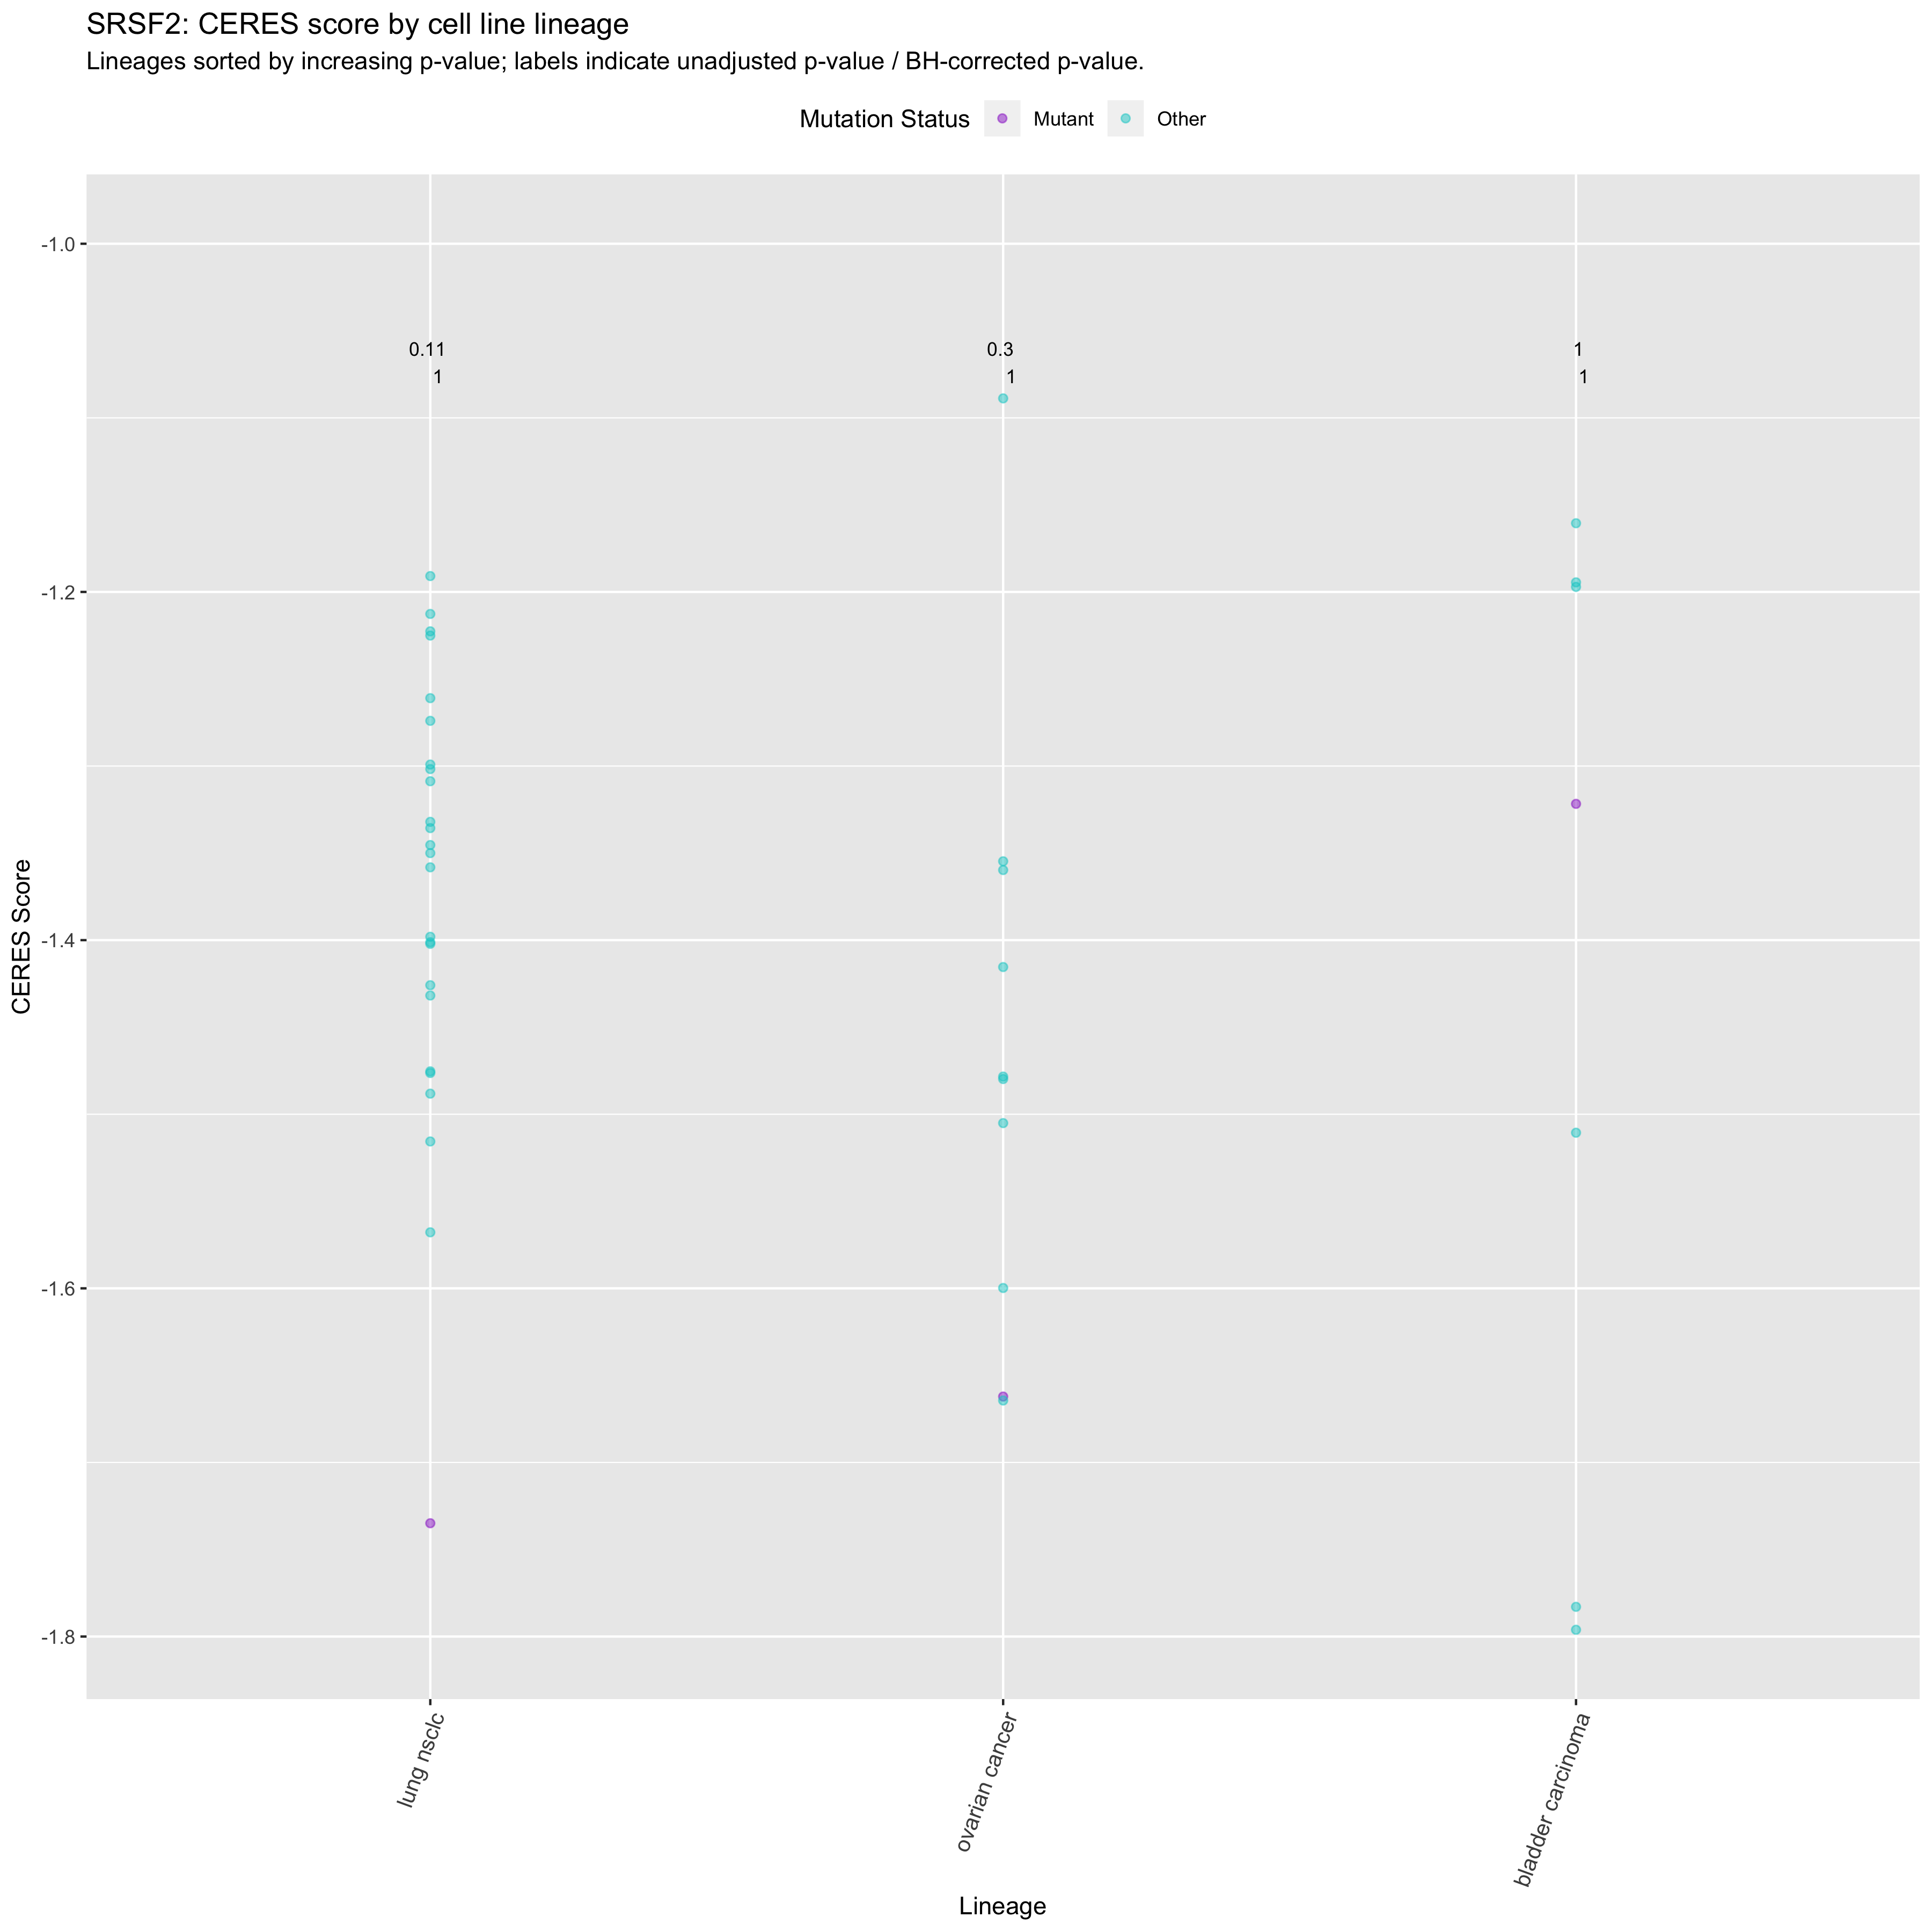 SRSF2: CERES score by cell line lineage
Lineages sorted by increasing p-value; labels indicate unadjusted p-value / BH-corrected p-value.
Mutation Status Mutant Other
-1.0
0.11 0.3 1
1 1 1
-1.2
-1.4
-1.6
-1.8
CERES Score
lung nsclc
ovarian cancer
bladder carcinoma
Lineage